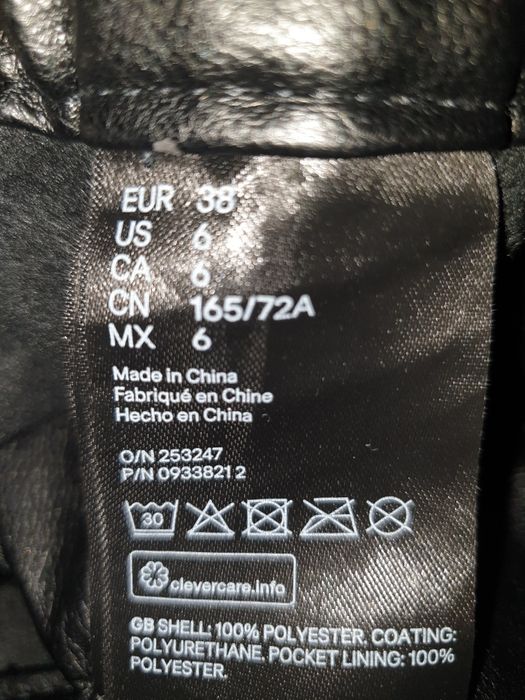 EUR 38
US 6
CA 6
CN 165/72A
MX 6
Made in China
Fabriqué en Chine
Hecho en China
O/N 253247
P/N 0933821 2
30
clevercare.info
GB SHELL: 100% POLYESTER. COATING:
POLYURETHANE. POCKET LINING: 100%
POLYESTER.